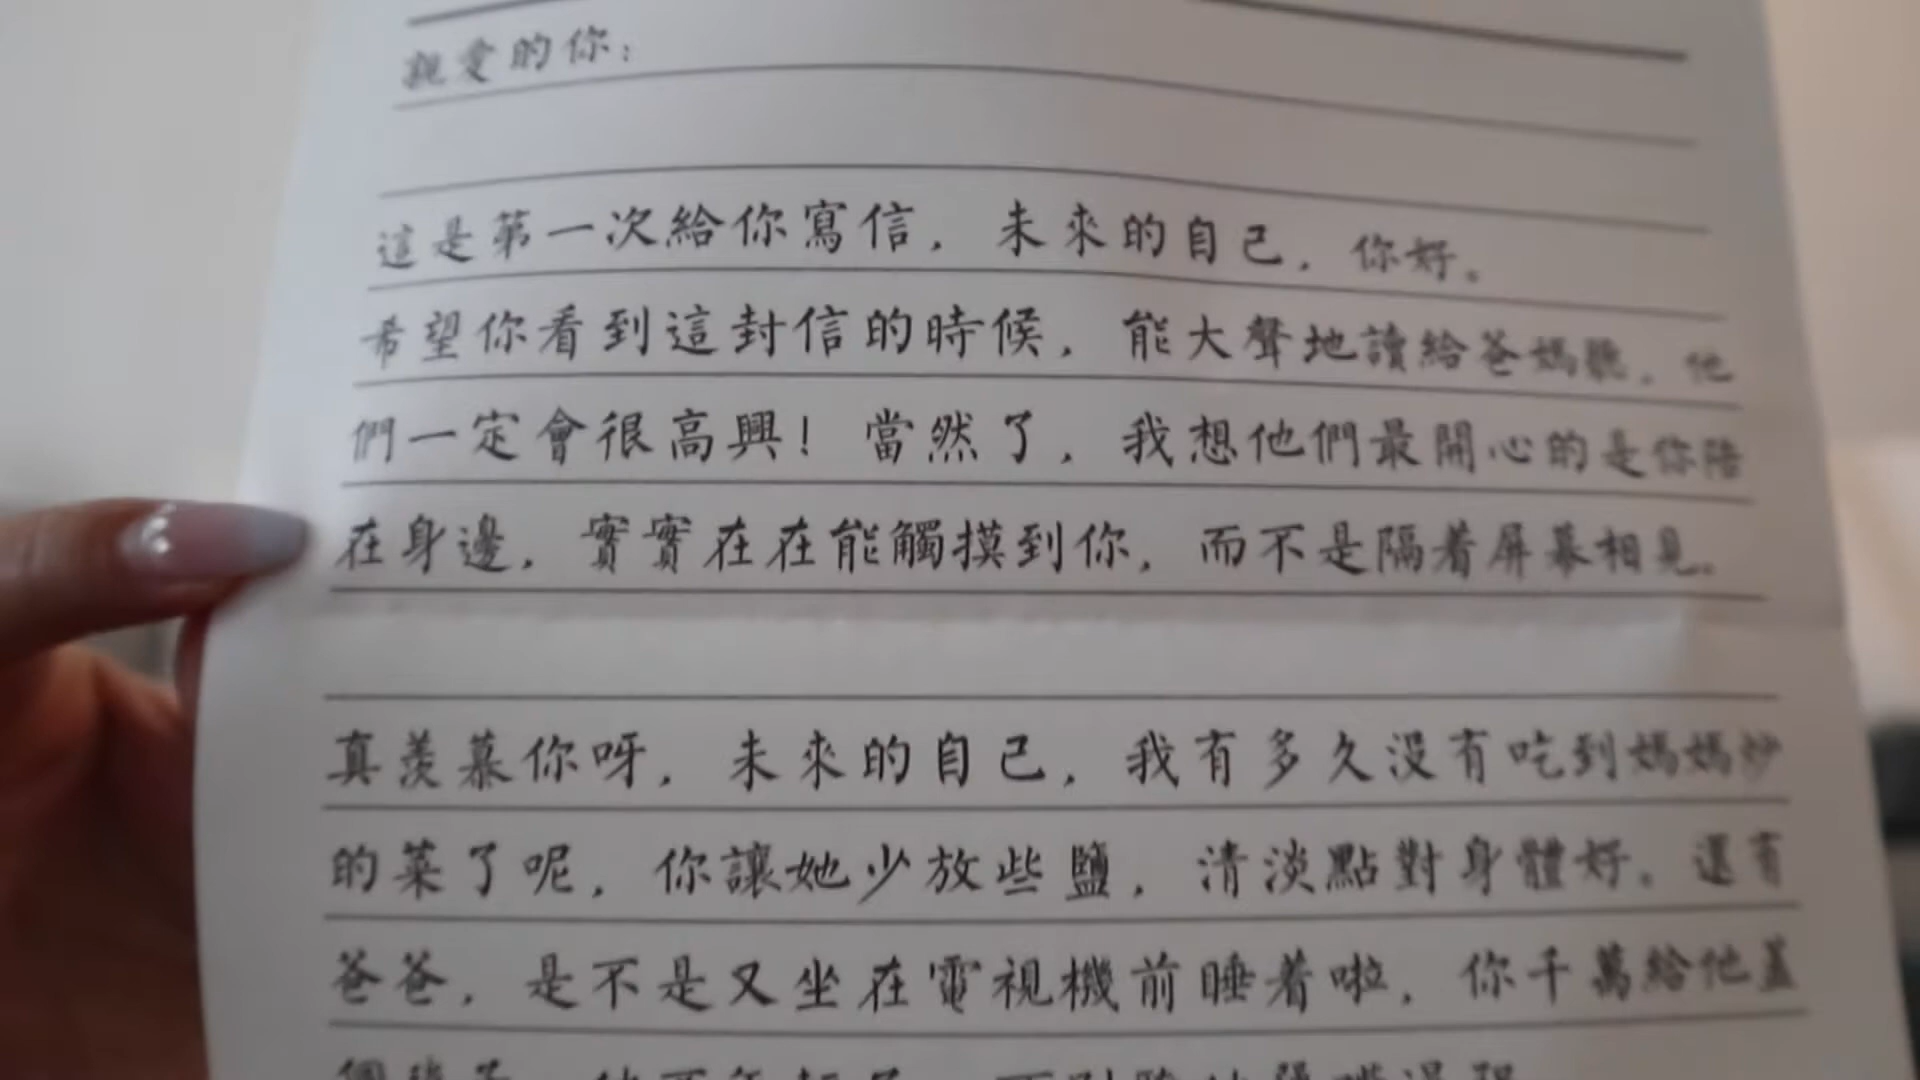 親愛的你：
這是第一次給你寫信，未來的自己，你好。
希望你看到這封信的時候，能大聲地讀給爸媽聽，他
們一定會很高興！當然了，我想他們最開心的是你陪
在身邊，實實在在能觸摸到你，而不是隔着屏幕相見。
真羨慕你呀，未來的自己，我有多久沒有吃到媽媽炒
的菜了呢，你讓她少放些鹽，清淡點對身體好。還有
爸爸，是不是又坐在電視機前睡着啦，你千萬給他蓋